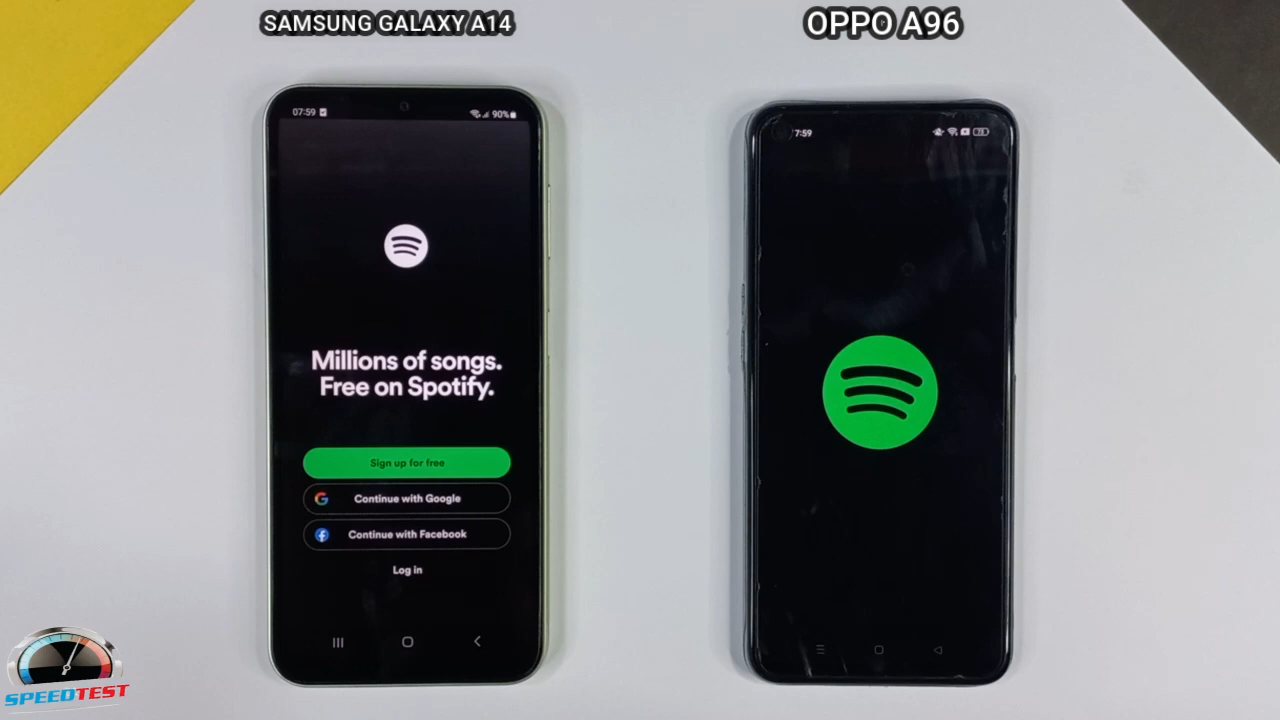 SAMSUNG GALAXY A14
OPPO A96
07:59
90%
7:59
73
Millions of songs.
Free on Spotify.
Sign up for free
Continue with Google
Continue with Facebook
Log in
SPEEDTEST